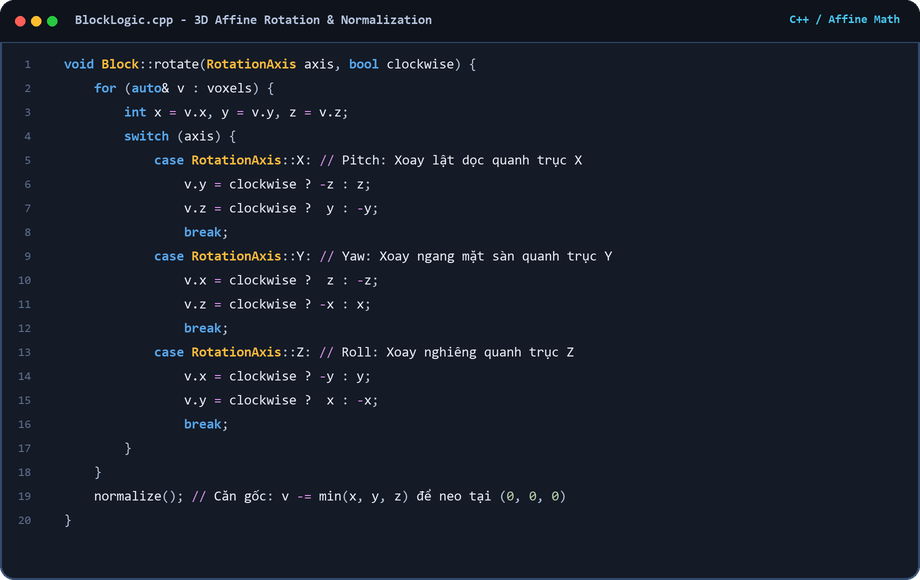 BlockLogic.cpp - 3D Affine Rotation & Normalization
C++ / Affine Math
1 void Block::rotate(RotationAxis axis, bool clockwise) {
2 for (auto& v : voxels) {
3 int x = v.x, y = v.y, z = v.z;
4 switch (axis) {
5 case RotationAxis::X: // Pitch: Xoay lật dọc quanh trục X
6 v.y = clockwise ? -z : z;
7 v.z = clockwise ?  y : -y;
8 break;
9 case RotationAxis::Y: // Yaw: Xoay ngang mặt sàn quanh trục Y
10 v.x = clockwise ?  z : -z;
11 v.z = clockwise ? -x : x;
12 break;
13 case RotationAxis::Z: // Roll: Xoay nghiêng quanh trục Z
14 v.x = clockwise ? -y : y;
15 v.y = clockwise ?  x : -x;
16 break;
17 }
18 }
19 normalize(); // Căn gốc: v -= min(x, y, z) để neo tại (0, 0, 0)
20 }